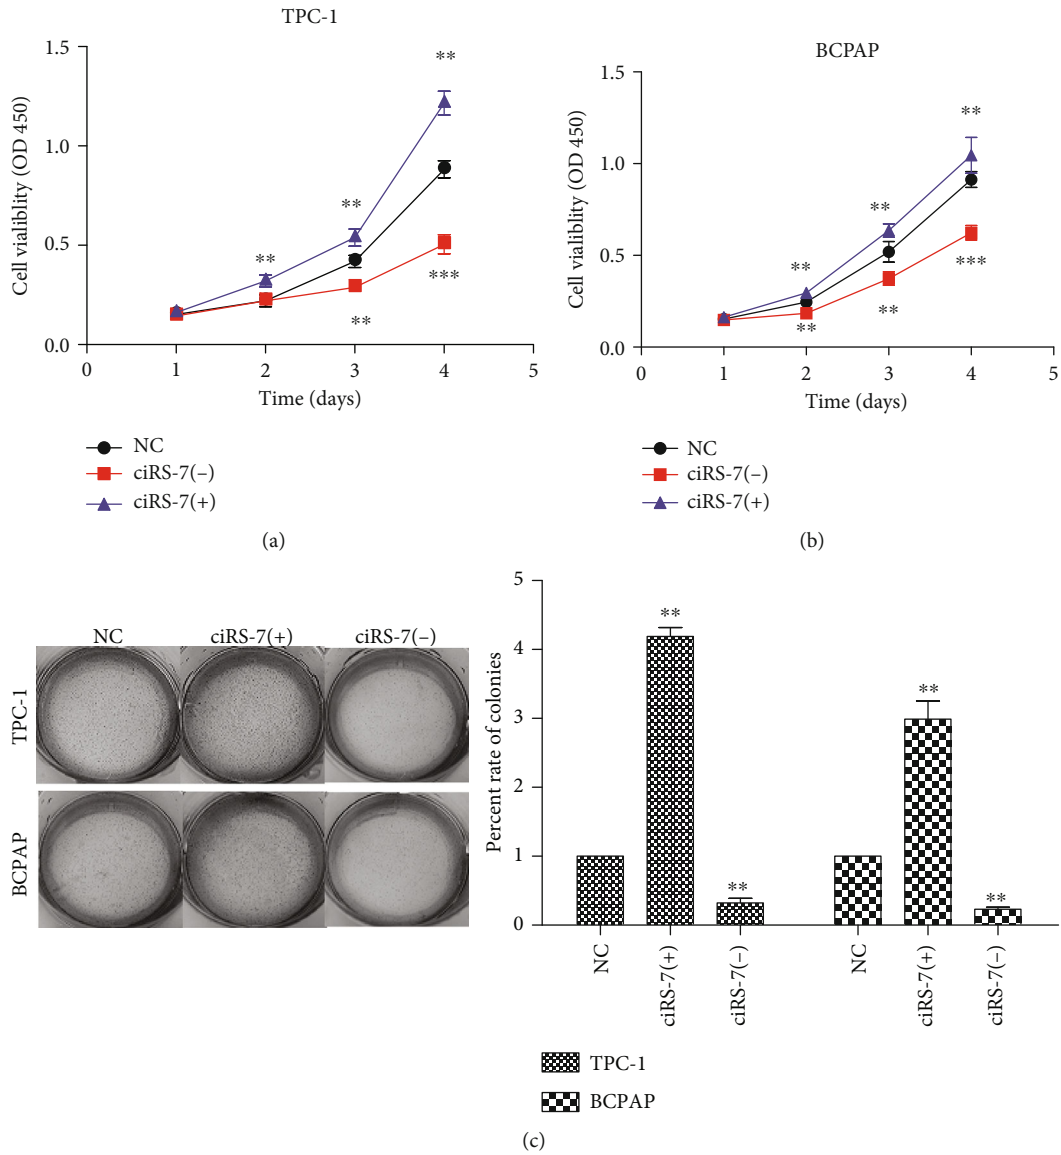 TPC-1
1.5
1.0
0.5
0.0
Cell vialiblity (OD 450)
**
**
**
***
**
0 1 2 3 4 5
Time (days)
NC
ciRS-7(–)
ciRS-7(+)
(a)
BCPAP
1.5
1.0
0.5
0.0
Cell vialiblity (OD 450)
**
**
**
***
**
**
0 1 2 3 4 5
Time (days)
NC
ciRS-7(–)
ciRS-7(+)
(b)
NC ciRS-7(+) ciRS-7(–)
TPC-1
BCPAP
5
4
3
2
1
0
Percent rate of colonies
**
**
**
**
NC ciRS-7(+) ciRS-7(–) NC ciRS-7(+) ciRS-7(–)
TPC-1
BCPAP
(c)